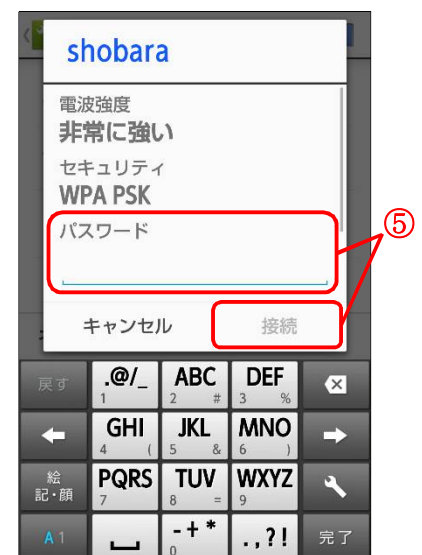 shobara
電波強度
非常に強い
セキュリティ
WPA PSK
パスワード
⑤
キャンセル 接続
戻す .@/_ 1 ABC 2 # DEF 3 %
GHI 4 ( JKL 5 & MNO 6 )
絵記・顔 PQRS 7 TUV 8 = WXYZ 9
A 1 - + * 0 . , ? ! 完了